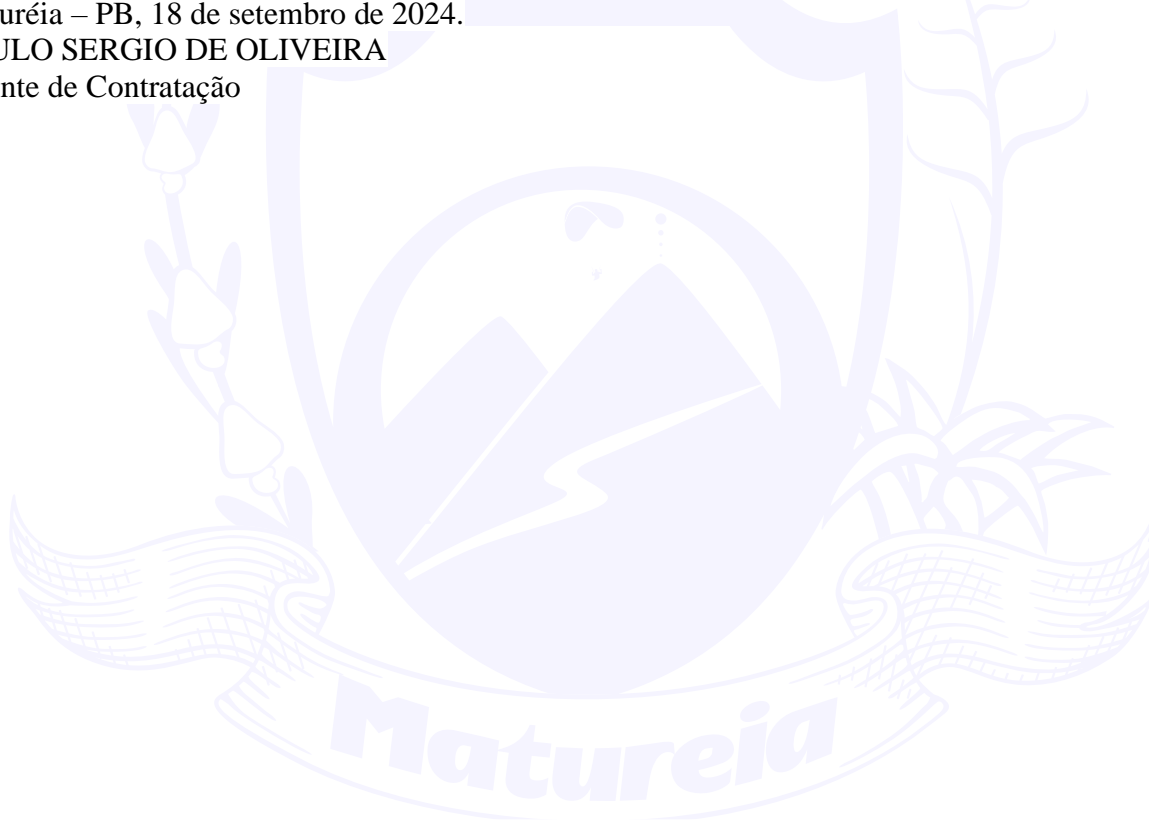 uréia – PB, 18 de setembro de 2024.
ULO SERGIO DE OLIVEIRA
nte de Contratação
Matureia